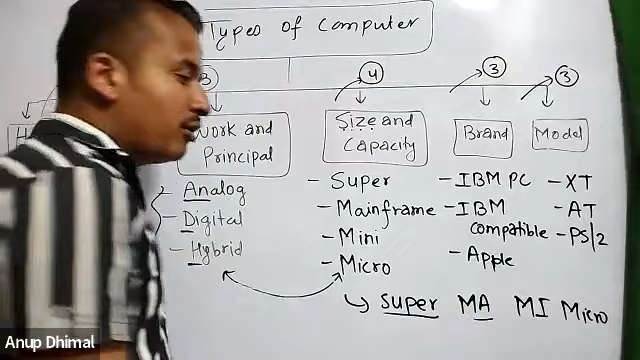 Types of Computer
3
4
3
3
H
Work and
Principal
Size and
Capacity
Brand
Model
- Analog
- Digital
- Hybrid
- Super
- Mainframe
- Mini
- Micro
- IBM PC
- IBM
compatible
- Apple
- XT
- AT
- PS/2
Super MA MI Micro
Anup Dhimal